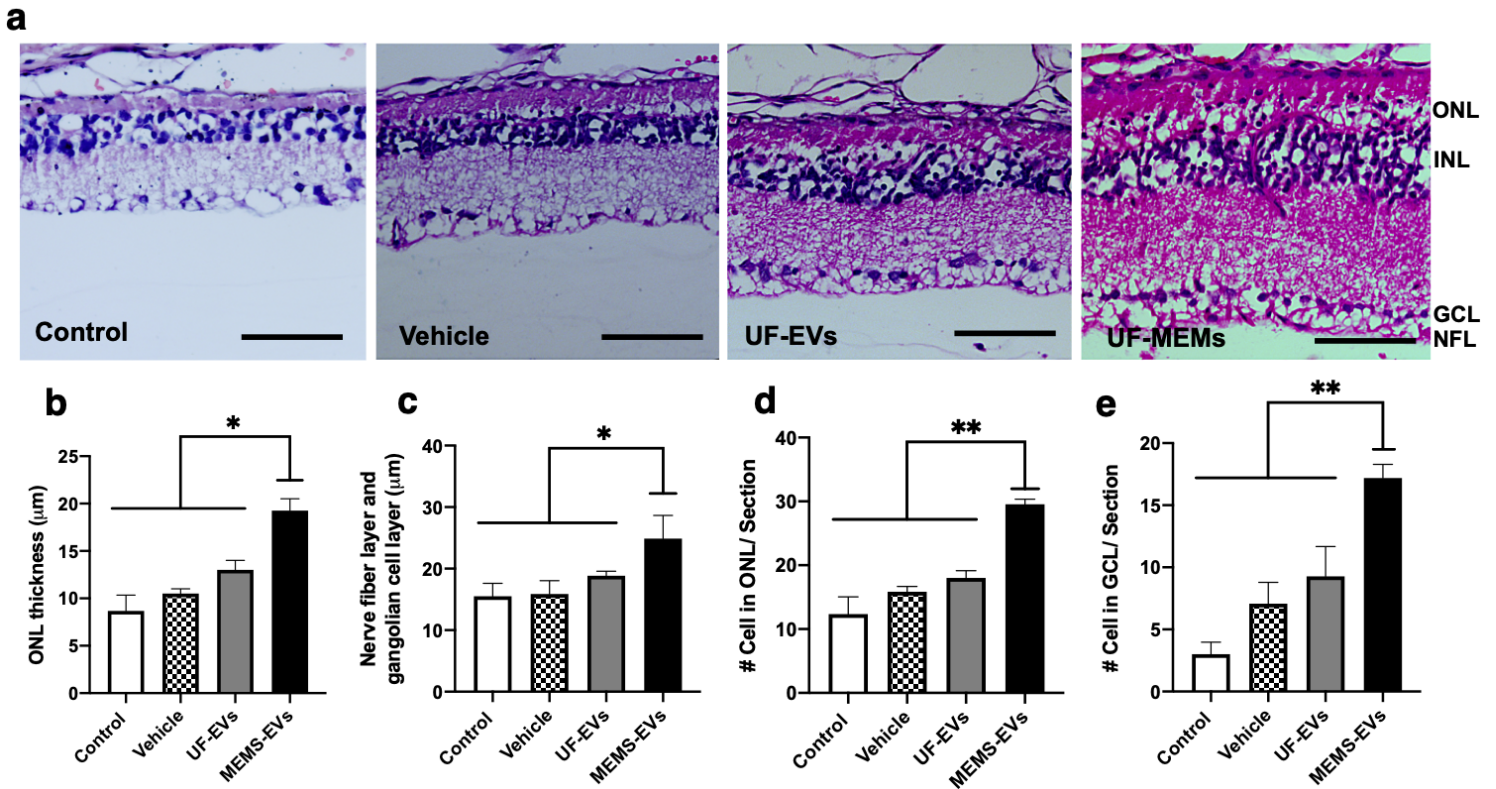 a
Control
Vehicle
UF-EVs
UF-MEMs
ONL
INL
GCL
NFL
b
*
ONL thickness (μm)
25
20
15
10
5
0
Control
Vehicle
UF-EVs
MEMS-EVs
c
*
Nerve fiber layer and
gangolian cell layer (μm)
40
30
20
10
0
Control
Vehicle
UF-EVs
MEMS-EVs
d
**
# Cell in ONL/ Section
40
30
20
10
0
Control
Vehicle
UF-EVs
MEMS-EVs
e
**
# Cell in GCL/ Section
20
15
10
5
0
Control
Vehicle
UF-EVs
MEMS-EVs